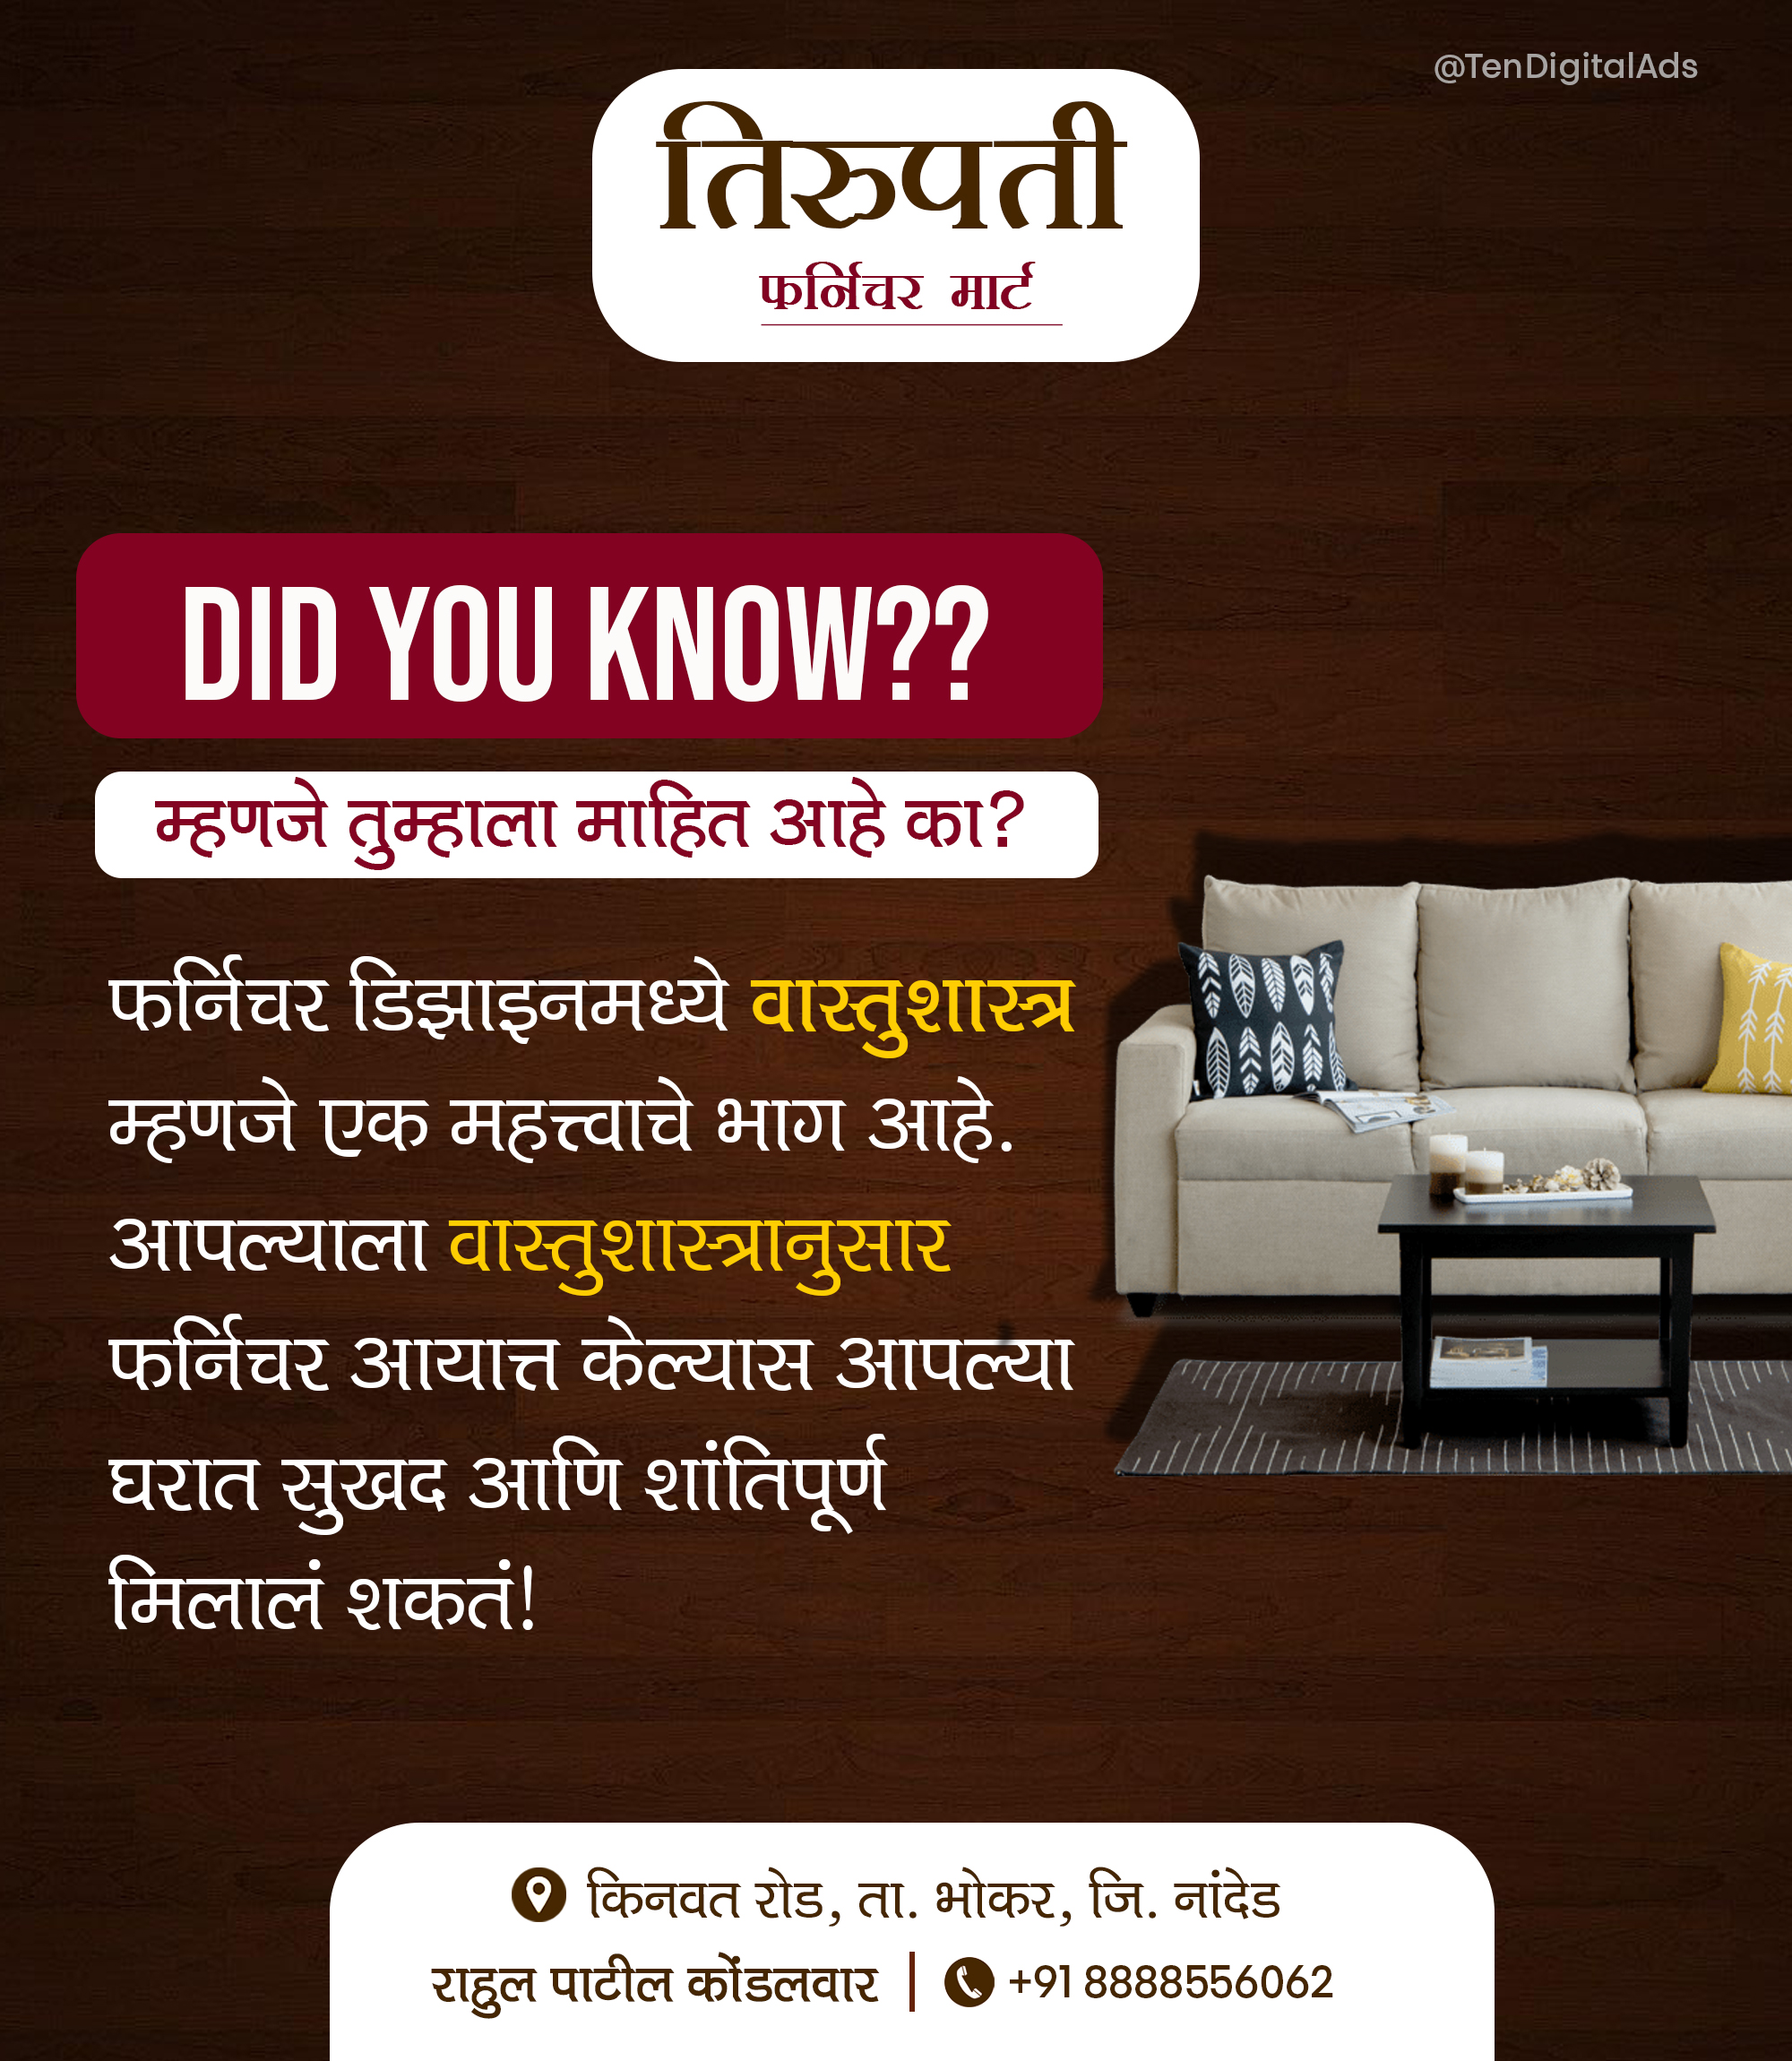 @TenDigitalAds
तिरुपती
फर्निचर मार्ट
DID YOU KNOW??
म्हणजे तुम्हाला माहित आहे का?
फर्निचर डिझाइनमध्ये वास्तुशास्त्र
म्हणजे एक महत्त्वाचे भाग आहे.
आपल्याला वास्तुशास्त्रानुसार
फर्निचर आयात्त केल्यास आपल्या
घरात सुखद आणि शांतिपूर्ण
मिलालं शकतं!
किनवत रोड, ता. भोकर, जि. नांदेड
राहुल पाटील कोंडलवार | +91 8888556062